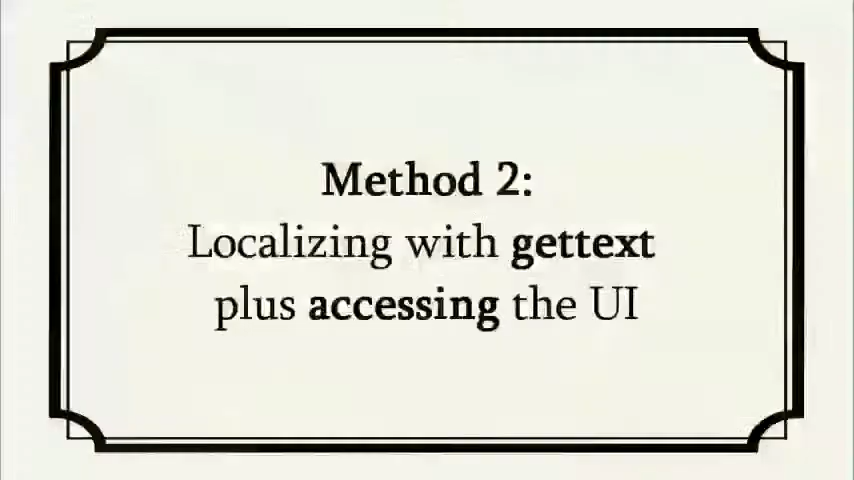 Method 2:
Localizing with gettext
plus accessing the UI